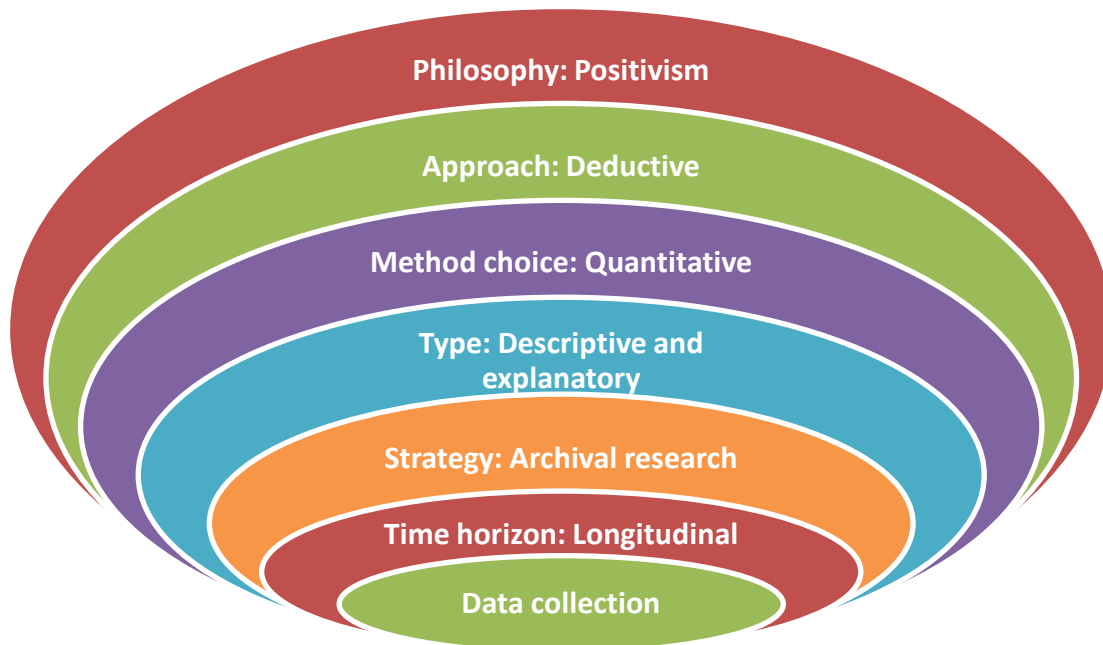 Philosophy: Positivism
Approach: Deductive
Method choice: Quantitative
Type: Descriptive and
explanatory
Strategy: Archival research
Time horizon: Longitudinal
Data collection